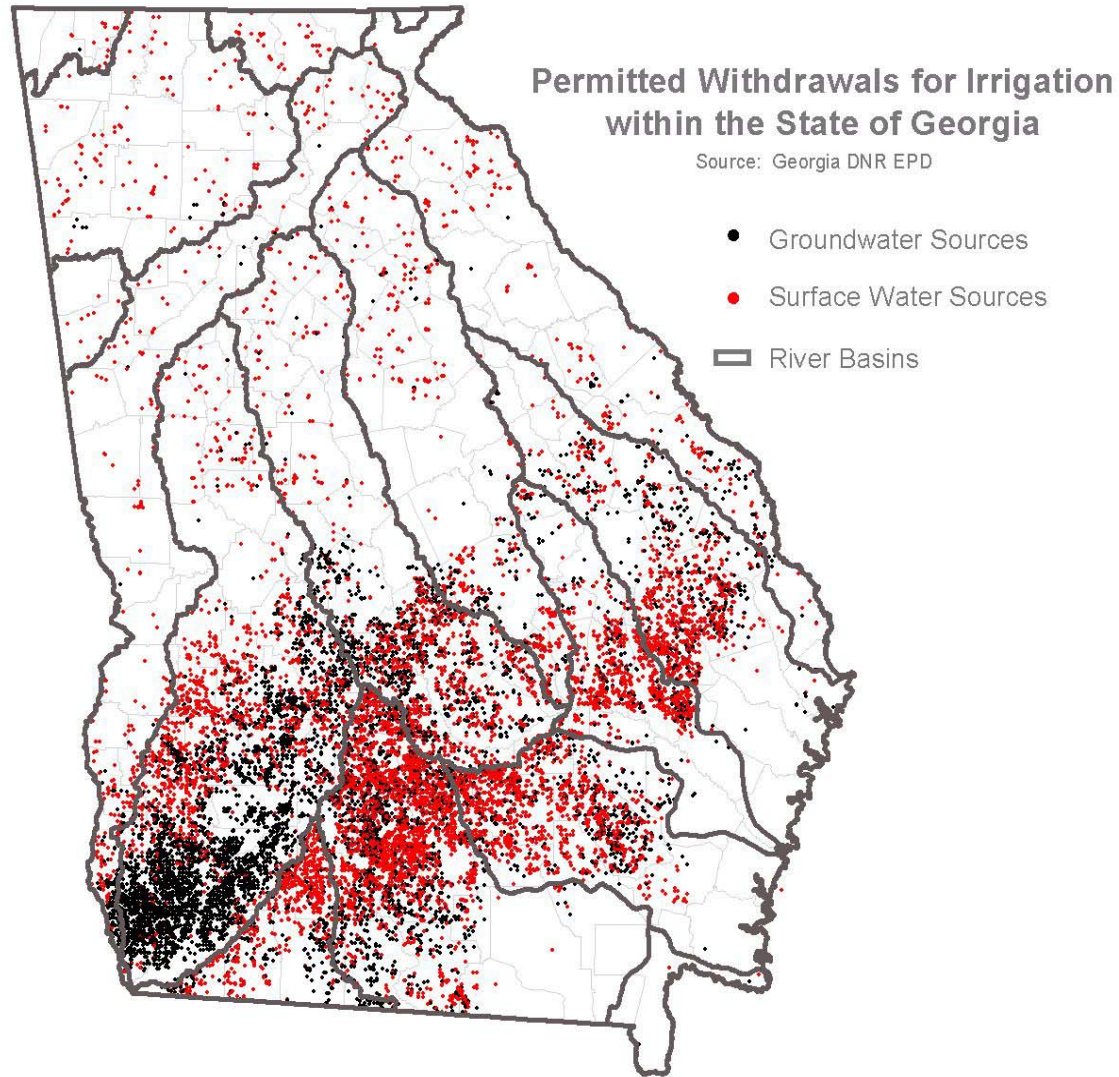 Permitted Withdrawals for Irrigation
within the State of Georgia
Source: Georgia DNR EPD
Groundwater Sources
Surface Water Sources
River Basins